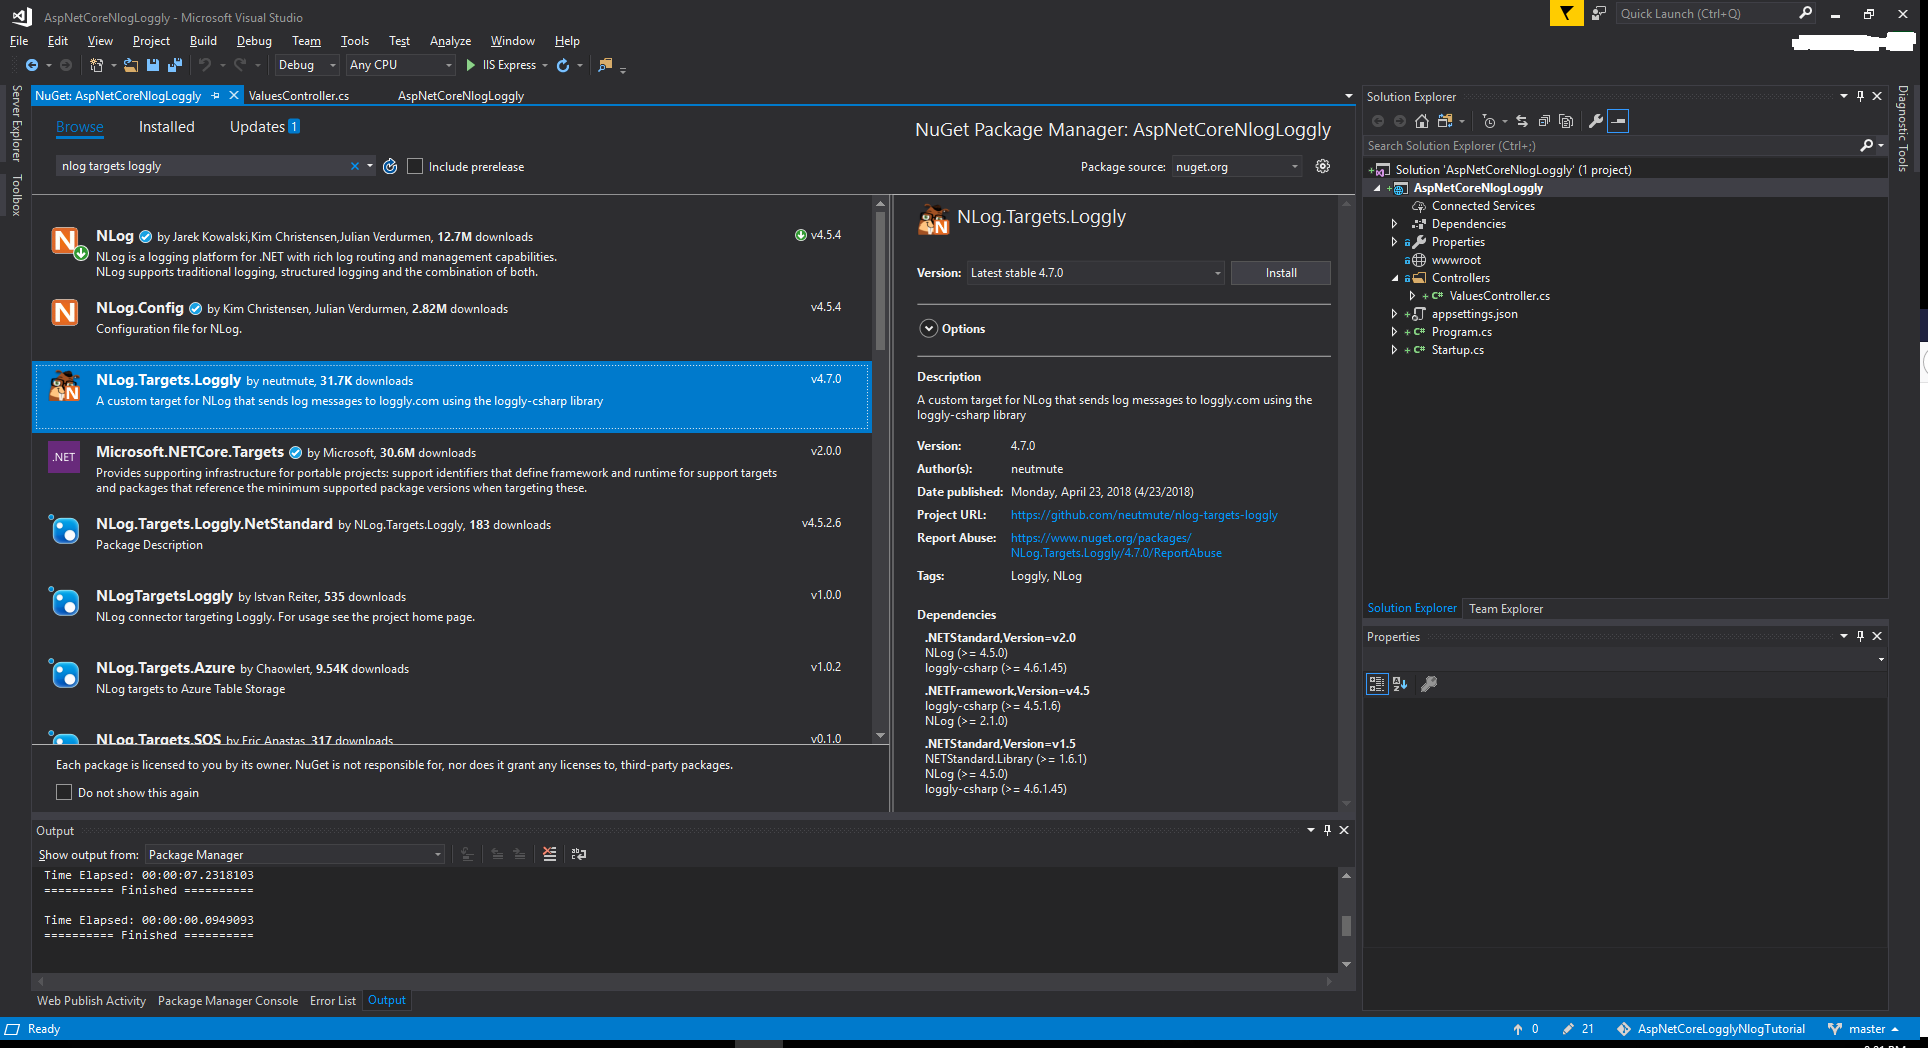 AspNetCoreNlogLoggly - Microsoft Visual Studio
Quick Launch (Ctrl+Q)
File Edit View Project Build Debug Team Tools Test Analyze Window Help
Debug Any CPU IIS Express
Server Explorer
Toolbox
NuGet: AspNetCoreNlogLoggly ValuesController.cs AspNetCoreNlogLoggly
Browse Installed Updates 1
NuGet Package Manager: AspNetCoreNlogLoggly
nlog targets loggly Include prerelease
Package source: nuget.org
N NLog by Jarek Kowalski,Kim Christensen,Julian Verdurmen, 12.7M downloads v4.5.4
NLog is a logging platform for .NET with rich log routing and management capabilities.
NLog supports traditional logging, structured logging and the combination of both.
N NLog.Config by Kim Christensen, Julian Verdurmen, 2.82M downloads v4.5.4
Configuration file for NLog.
N NLog.Targets.Loggly by neutmute, 31.7K downloads v4.7.0
A custom target for NLog that sends log messages to loggly.com using the loggly-csharp library
.NET Microsoft.NETCore.Targets by Microsoft, 30.6M downloads v2.0.0
Provides supporting infrastructure for portable projects: support identifiers that define framework and runtime for support targets
and packages that reference the minimum supported package versions when targeting these.
NLog.Targets.Loggly.NetStandard by NLog.Targets.Loggly, 183 downloads v4.5.2.6
Package Description
NLogTargetsLoggly by Istvan Reiter, 535 downloads v1.0.0
NLog connector targeting Loggly. For usage see the project home page.
NLog.Targets.Azure by Chaowlert, 9.54K downloads v1.0.2
NLog targets to Azure Table Storage
NLog.Targets.SQS by Eric Anastas, 317 downloads v0.1.0
Each package is licensed to you by its owner. NuGet is not responsible for, nor does it grant any licenses to, third-party packages.
Do not show this again
N NLog.Targets.Loggly
Version: Latest stable 4.7.0 Install
Options
Description
A custom target for NLog that sends log messages to loggly.com using the
loggly-csharp library
Version: 4.7.0
Author(s): neutmute
Date published: Monday, April 23, 2018 (4/23/2018)
Project URL: https://github.com/neutmute/nlog-targets-loggly
Report Abuse: https://www.nuget.org/packages/
NLog.Targets.Loggly/4.7.0/ReportAbuse
Tags: Loggly, NLog
Dependencies
.NETStandard,Version=v2.0
NLog (>= 4.5.0)
loggly-csharp (>= 4.6.1.45)
.NETFramework,Version=v4.5
loggly-csharp (>= 4.5.1.6)
NLog (>= 2.1.0)
.NETStandard,Version=v1.5
NETStandard.Library (>= 1.6.1)
NLog (>= 4.5.0)
loggly-csharp (>= 4.6.1.45)
Output
Show output from: Package Manager
Time Elapsed: 00:00:07.2318103
========== Finished ==========
Time Elapsed: 00:00:00.0949093
========== Finished ==========
Web Publish Activity Package Manager Console Error List Output
Solution Explorer
Search Solution Explorer (Ctrl+;)
Solution 'AspNetCoreNlogLoggly' (1 project)
AspNetCoreNlogLoggly
Connected Services
Dependencies
Properties
wwwroot
Controllers
C# ValuesController.cs
appsettings.json
C# Program.cs
C# Startup.cs
Solution Explorer Team Explorer
Properties
Diagnostic Tools
Ready 0 21 AspNetCoreLogglyNlogTutorial master